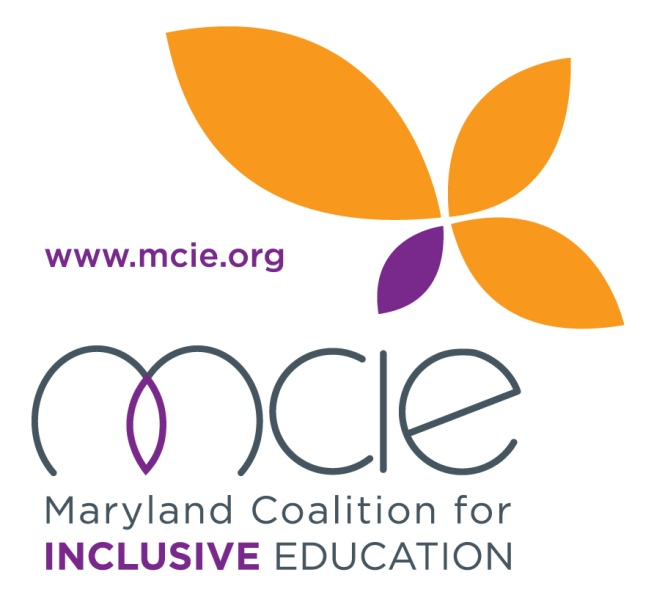 www.mcie.org
mcie
Maryland Coalition for
INCLUSIVE EDUCATION